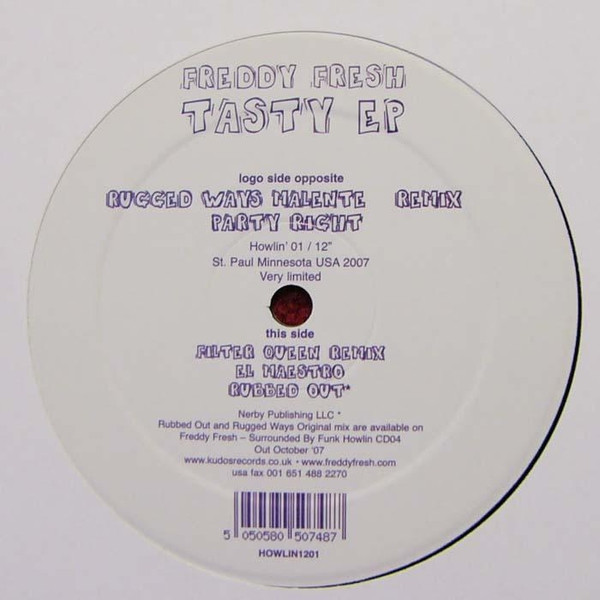 FREDDY FRESH
TASTY EP
logo side opposite
RUGGED WAYS MALENTE REMIX
PARTY RIGHT
Howlin' 01 / 12"
St. Paul Minnesota USA 2007
Very limited
this side
FILTER QUEEN REMIX
EL MAESTRO
RUBBED OUT*
Nerby Publishing LLC *
Rubbed Out and Rugged Ways Original mix are available on
Freddy Fresh – Surrounded By Funk Howlin CD04
Out October '07
www.kudosrecords.co.uk • www.freddyfresh.com
usa fax 001 651 488 2270
5 050580 507487
HOWLIN1201